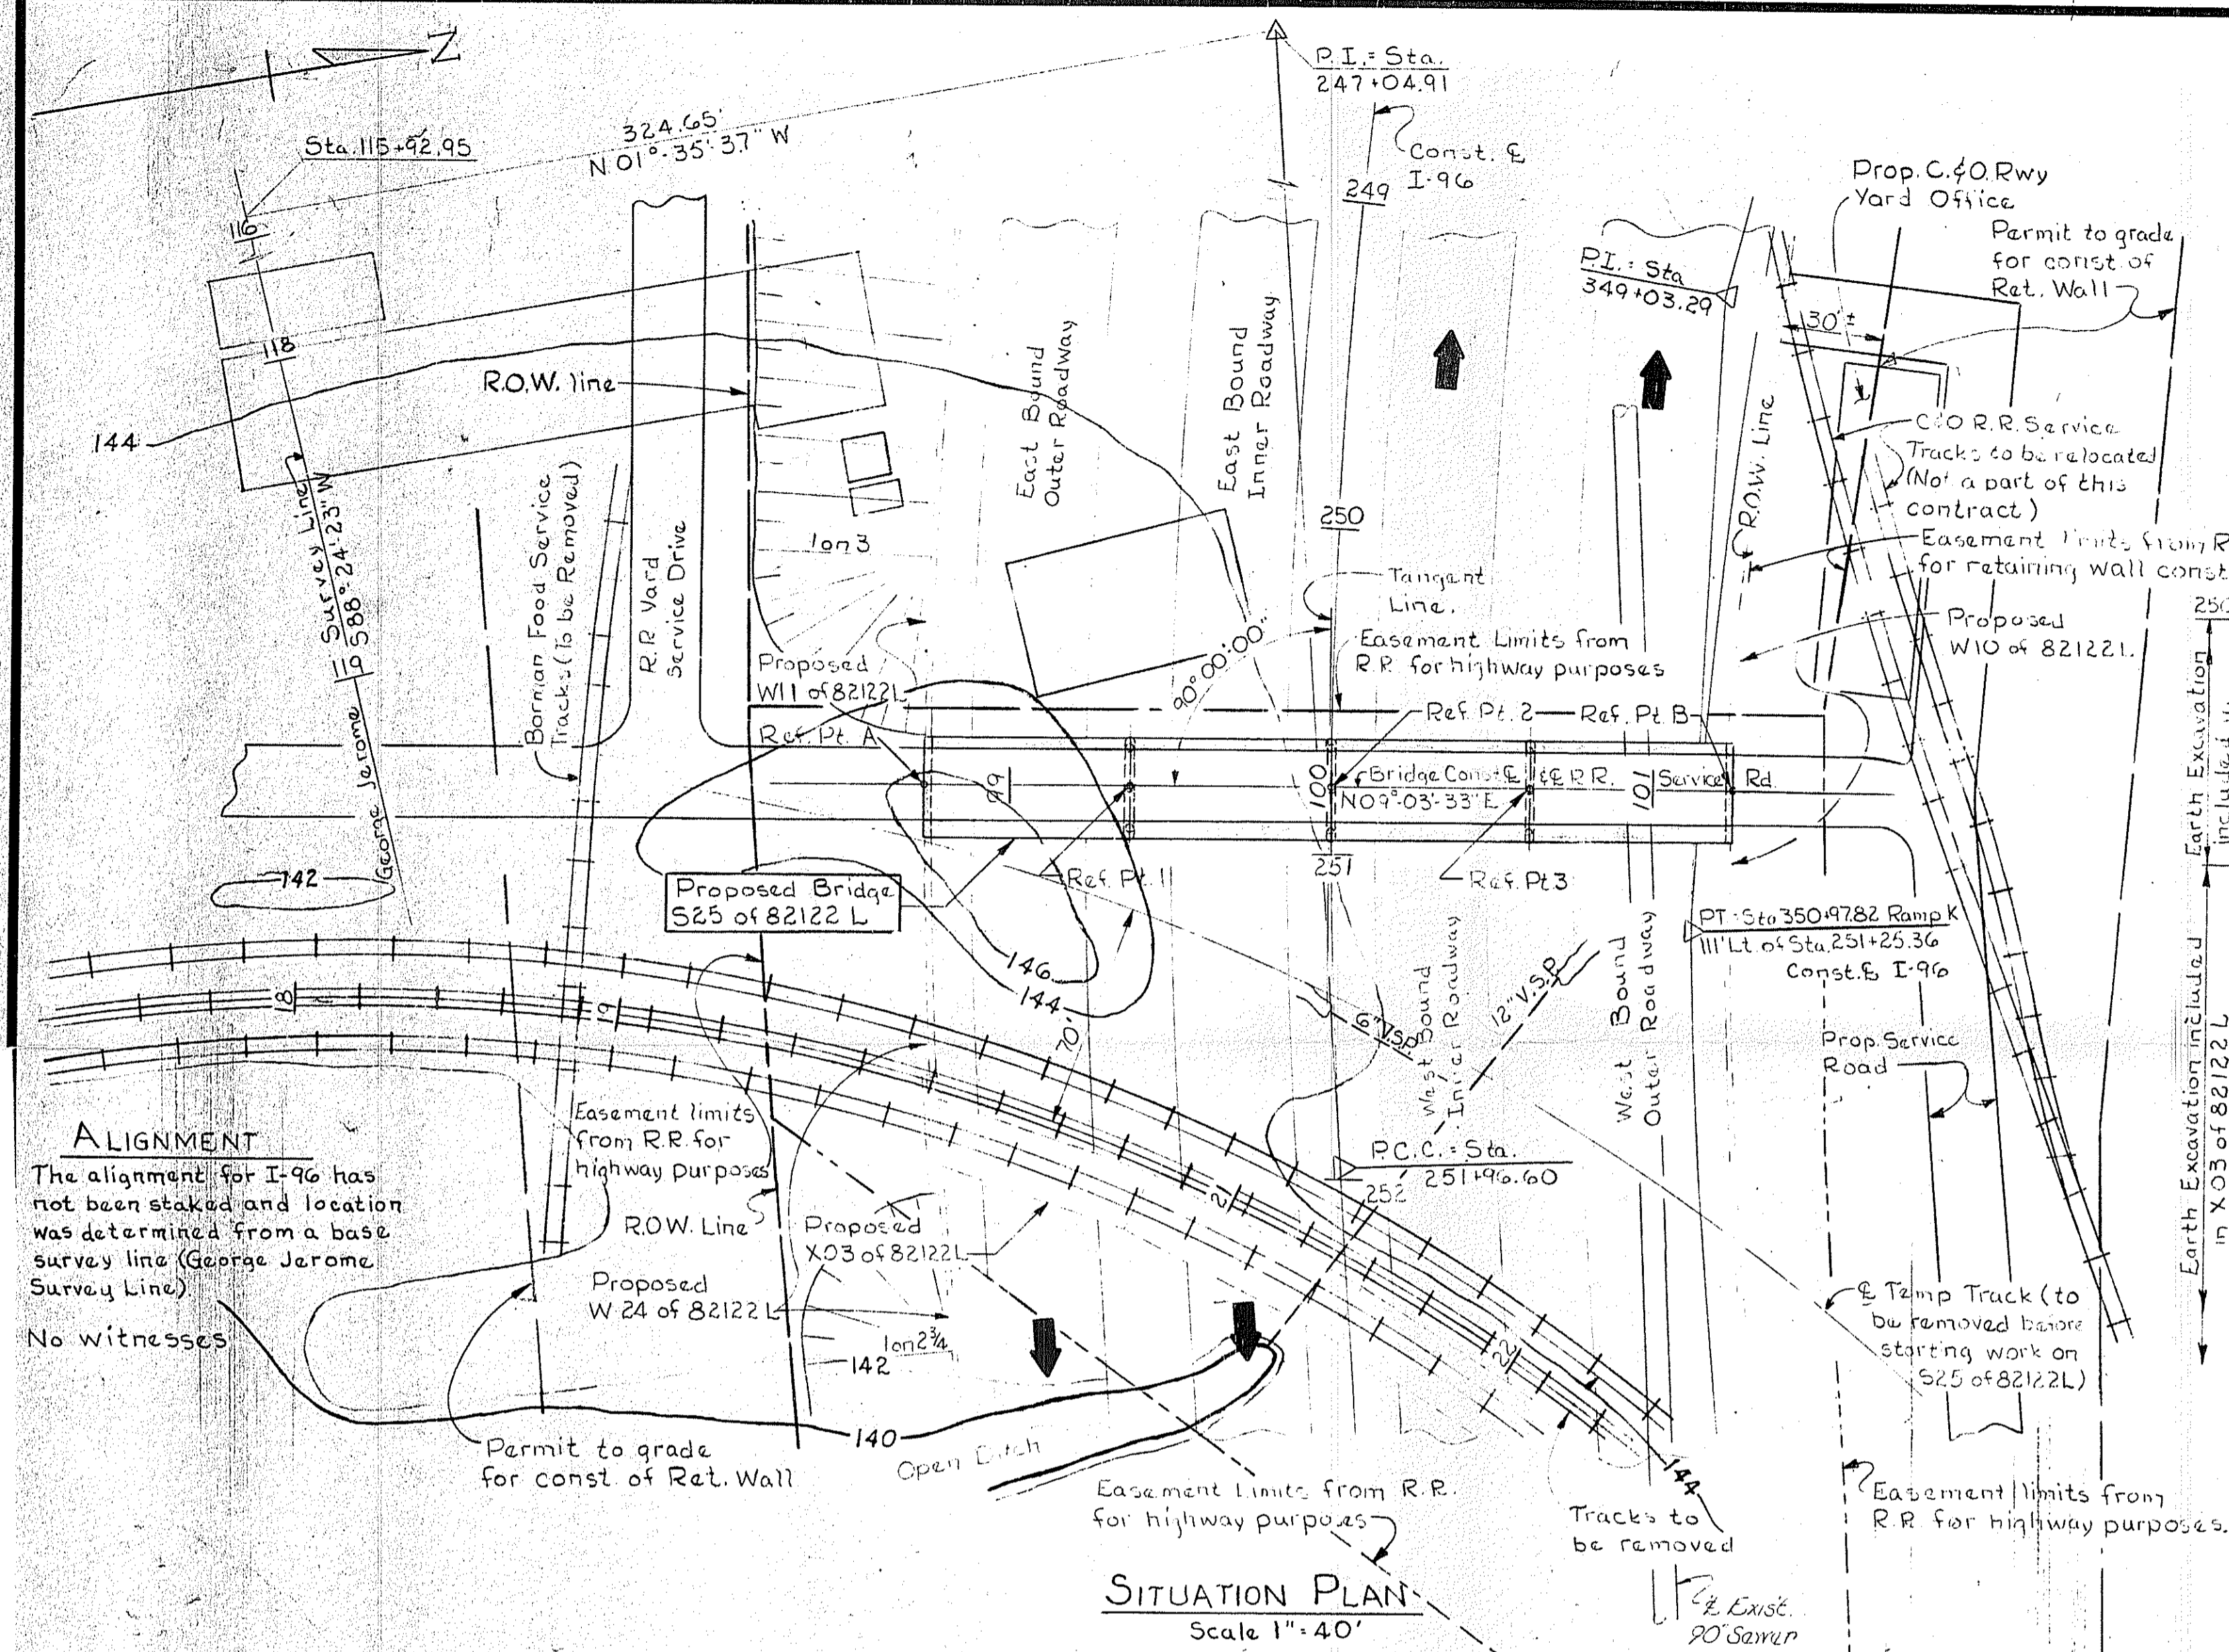 Z
P.I. = Sta.
247+04.91
324.65'
N 01°-35'-37" W
Sta. 115+92.95
Const. ℄
I-96
249
Prop. C.&O. Rwy
Yard Office
Permit to grade
for const. of
Ret. Wall
116
P.I. = Sta
349+03.29
30'±
118
R.O.W. line
East Bound
Outer Roadway
East Bound
Inner Roadway
R.O.W. Line
144
C&O R.R. Service
Tracks to be relocated
(Not a part of this
contract)
Survey Line
S88°-24'-23" W
George Jerome
Borman Food Service
Tracks (To be Removed)
R.R. Yard
Service Drive
1 on 3
250
Easement limits from R
for retaining wall const
Tangent
Line.
250
90°00'00"
Easement Limits from
R.R. for highway purposes
Proposed
W10 of 82122L
Proposed
W11 of 82122L
Ref. Pt. A
Ref. Pt. 2
Ref. Pt. B
99
100
Bridge Const ℄ & ℄ R.R.
N09°-03'-33" E
101
Service Rd.
Earth Excavation
included
142
Proposed Bridge
S25 of 82122 L
Ref. Pt. 1
251
Ref. Pt 3
P.T. = Sta 350+97.82 Ramp K
111' Lt. of Sta. 251+25.36
Const. ℄ I-96
146
144
18
19
70'
6" V.S.P.
12" V.S.P.
West Bound
Inner Roadway
West Bound
Outer Roadway
Prop. Service
Road
Earth Excavation included
in X03 of 82122 L
ALIGNMENT
The alignment for I-96 has
not been staked and location
was determined from a base
survey line (George Jerome
Survey Line)
No witnesses
Easement limits
from R.R. for
highway purposes
P.C.C. = Sta.
251+96.60
252
21
R.O.W. Line
Proposed
X03 of 82122L
Proposed
W 24 of 82122 L
1 on 2 3/4
142
22
℄ Temp Track (to
be removed before
starting work on
S25 of 82122L)
140
Open Ditch
Permit to grade
for const. of Ret. Wall
144
Easement Limits from R.R.
for highway purposes
Tracks to
be removed
Easement limits from
R.R. for highway purposes.
SITUATION PLAN
Scale 1" = 40'
℄ Exist.
90" Sewer